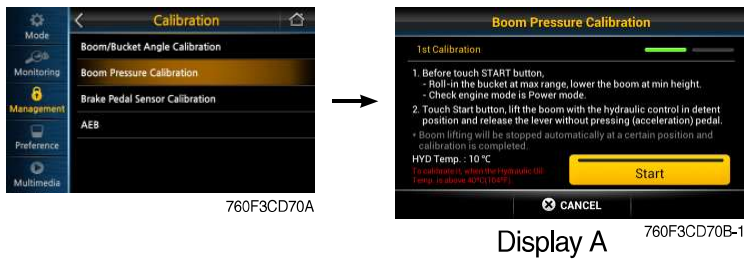 Mode
Monitoring
Management
Preference
Multimedia
Calibration
Boom/Bucket Angle Calibration
Boom Pressure Calibration
Brake Pedal Sensor Calibration
AEB
760F3CD70A
Boom Pressure Calibration
1st Calibration
1. Before touch START button,
- Roll-in the bucket at max range, lower the boom at min height.
- Check engine mode is Power mode.
2. Touch Start button, lift the boom with the hydraulic control in detent
position and release the lever without pressing (acceleration) pedal.
* Boom lifting will be stopped automatically at a certain position and
calibration is completed.
HYD Temp. : 10 °C
To calibrate it, when the Hydraulic Oil
Temp. is above 40°C(104°F).
Start
CANCEL
Display A
760F3CD70B-1